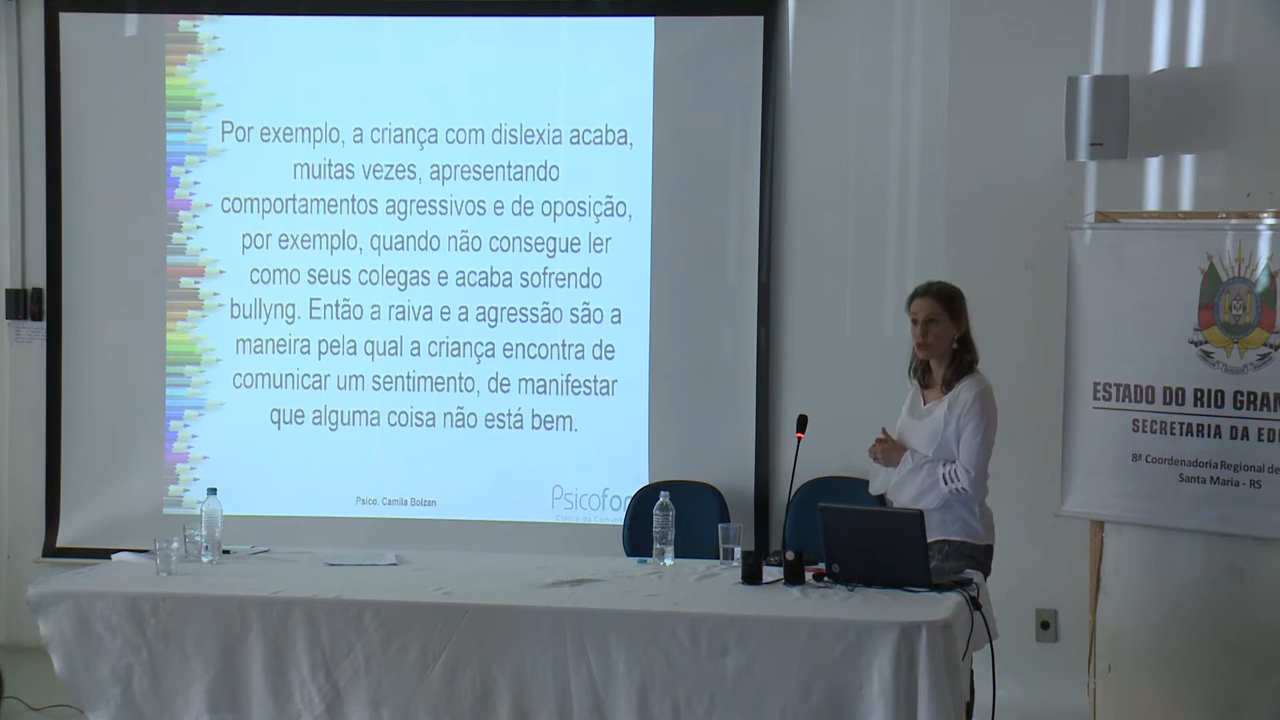 Por exemplo, a criança com dislexia acaba,
muitas vezes, apresentando
comportamentos agressivos e de oposição,
por exemplo, quando não consegue ler
como seus colegas e acaba sofrendo
bullyng. Então a raiva e a agressão são a
maneira pela qual a criança encontra de
comunicar um sentimento, de manifestar
que alguma coisa não está bem.
Psico. Camila Bolzan
Psicofon
ESTADO DO RIO GRAN
SECRETARIA DA EDU
8ª Coordenadoria Regional de
Santa Maria - RS